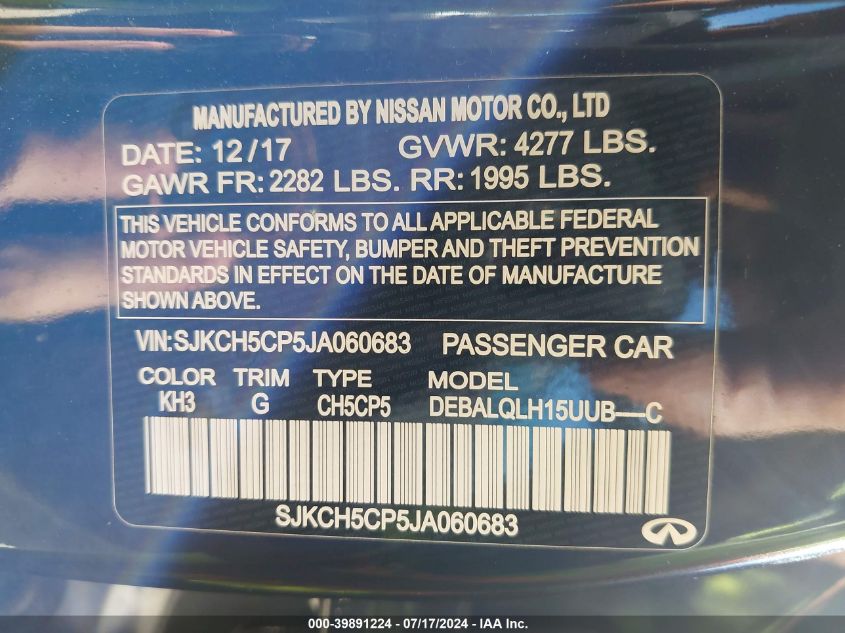 MANUFACTURED BY NISSAN MOTOR CO., LTD
DATE: 12/17 GVWR: 4277 LBS.
GAWR FR: 2282 LBS. RR: 1995 LBS.
THIS VEHICLE CONFORMS TO ALL APPLICABLE FEDERAL
MOTOR VEHICLE SAFETY, BUMPER AND THEFT PREVENTION
STANDARDS IN EFFECT ON THE DATE OF MANUFACTURE
SHOWN ABOVE.
VIN: SJKCH5CP5JA060683 PASSENGER CAR
COLOR TRIM TYPE MODEL
KH3 G CH5CP5 DEBALQLH15UUB—C
SJKCH5CP5JA060683
000-39891224 - 07/17/2024 - IAA Inc.